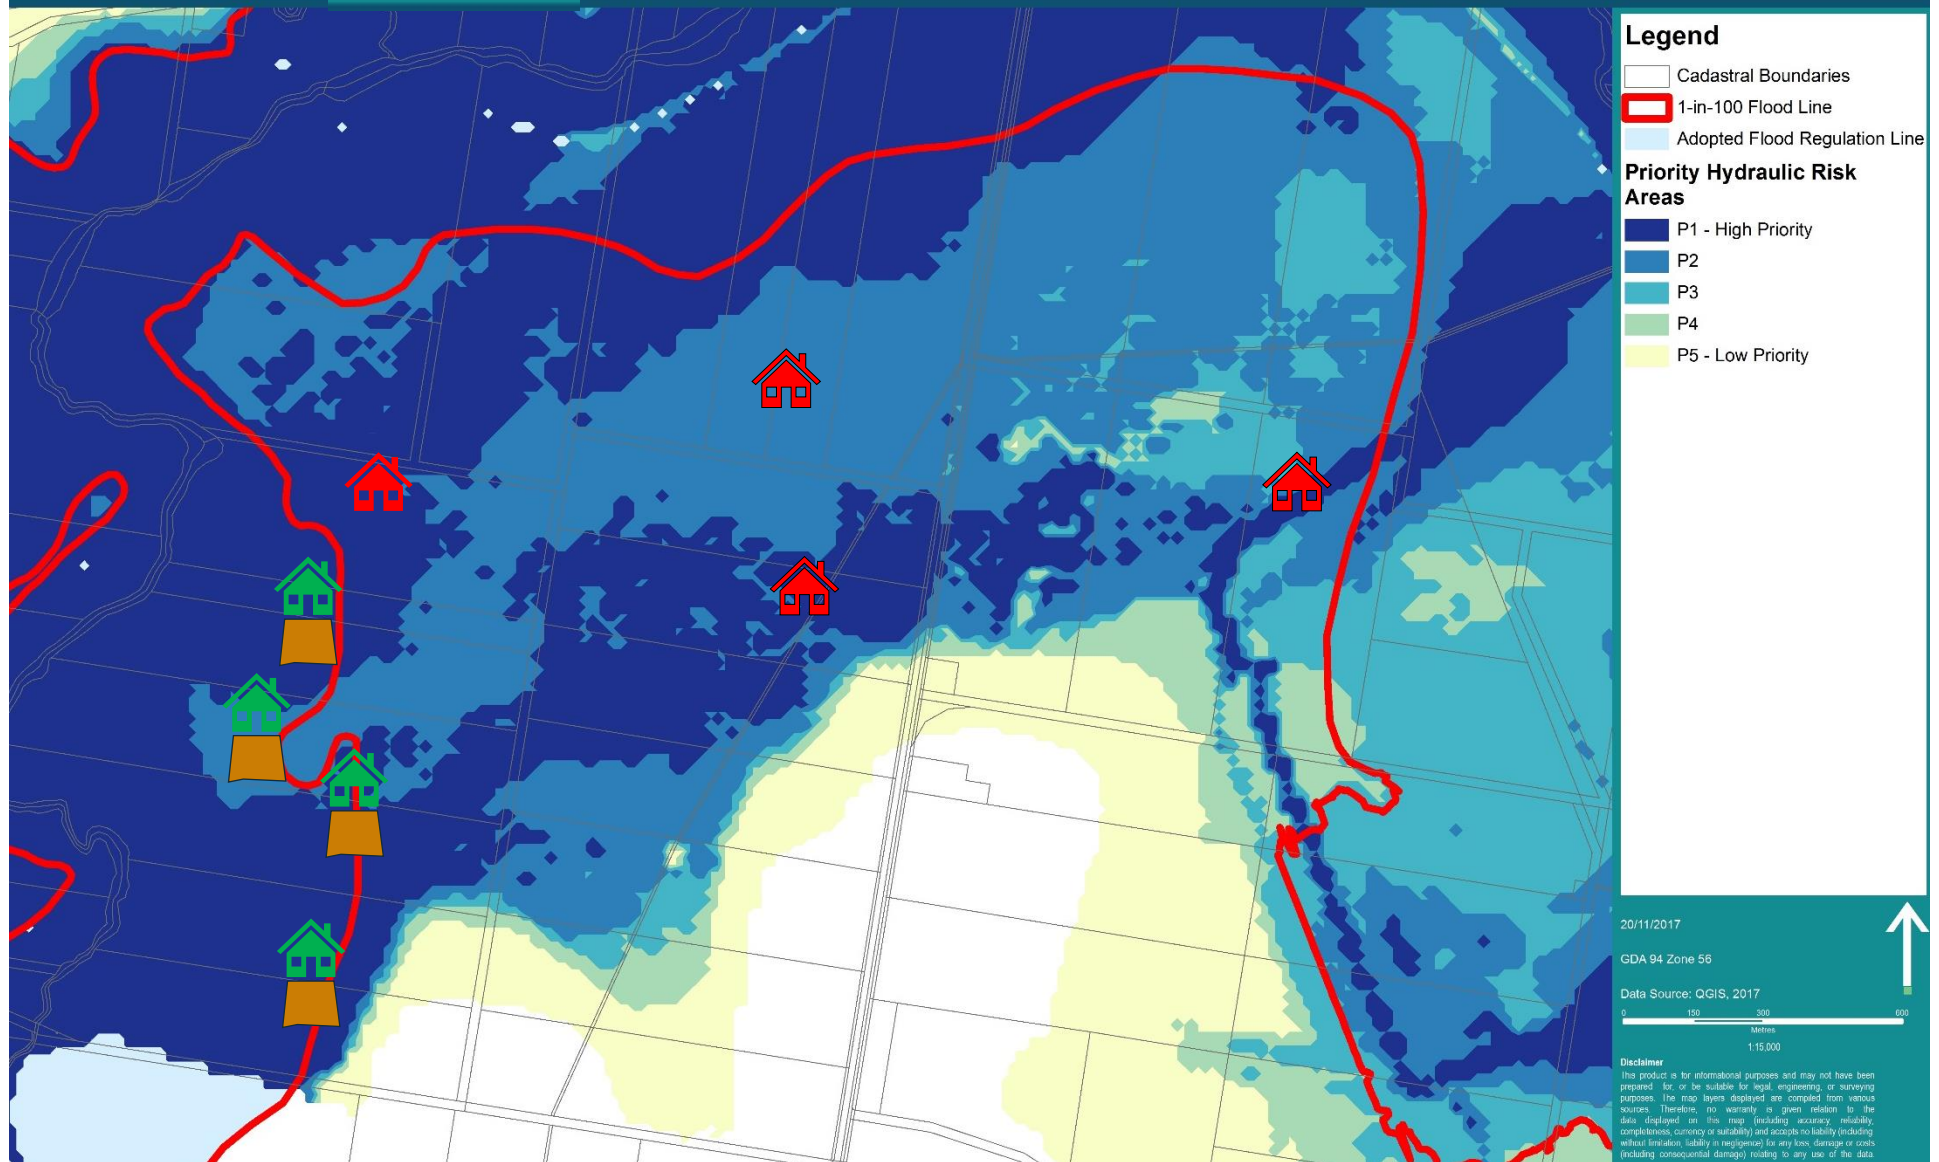 Legend
Cadastral Boundaries
1-in-100 Flood Line
Adopted Flood Regulation Line
Priority Hydraulic Risk
Areas
P1 - High Priority
P2
P3
P4
P5 - Low Priority
20/11/2017
GDA 94 Zone 56
Data Source: QGIS, 2017
0 150 300 600
Metres
1:15,000
Disclaimer
This product is for informational purposes and may not have been
prepared for, or be suitable for legal, engineering, or surveying
purposes. The map layers displayed are compiled from various
sources. Therefore, no warranty is given relation to the
data displayed on this map (including accuracy, reliability,
completeness, currency or suitability) and accepts no liability (including
without limitation, liability in negligence) for any loss, damage or costs
(including consequential damage) relating to any use of the data.